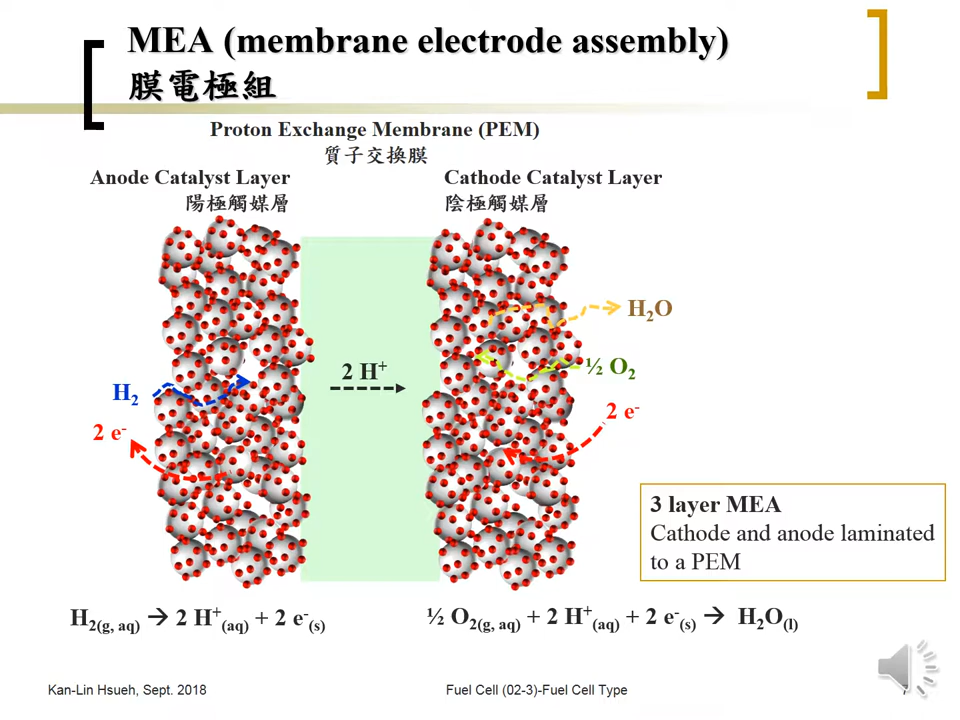 MEA (membrane electrode assembly)
膜電極組
Proton Exchange Membrane (PEM)
質子交換膜
Anode Catalyst Layer
陽極觸媒層
Cathode Catalyst Layer
陰極觸媒層
H₂O
2 H⁺
½ O₂
H₂
2 e⁻
2 e⁻
3 layer MEA
Cathode and anode laminated
to a PEM
H₂(g, aq) → 2 H⁺(aq) + 2 e⁻(s)
½ O₂(g, aq) + 2 H⁺(aq) + 2 e⁻(s) → H₂O(l)
Kan-Lin Hsueh, Sept. 2018
Fuel Cell (02-3)-Fuel Cell Type
7